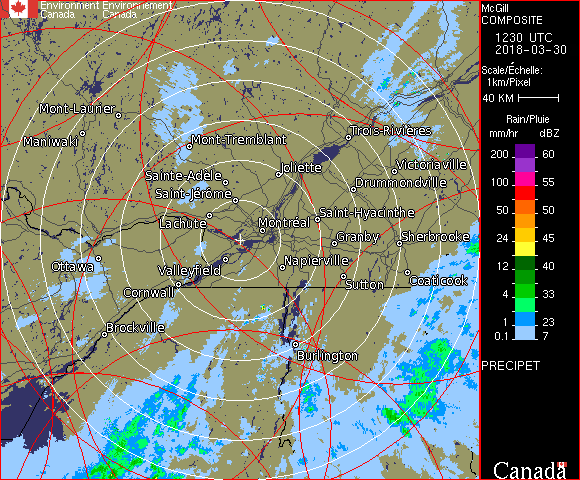 Environment Environnement
Canada Canada
McGill
COMPOSITE
1230 UTC
2018-03-30
Scale/Échelle:
1km/Pixel
40 KM
Rain/Pluie
mm/hr dBZ
200 60
100 55
50 50
24 45
12 40
4 33
1 23
0.1 7
PRECIPET
Canada
Mont-Laurier
Maniwaki
Mont-Tremblant
Trois-Rivières
Joliette
Victoriaville
Sainte-Adèle
Drummondville
Saint-Jérôme
Saint-Hyacinthe
Lachute
Montréal
Granby
Sherbrooke
Ottawa
Valleyfield
Napierville
Cornwall
Sutton
Coaticook
Brockville
Burlington